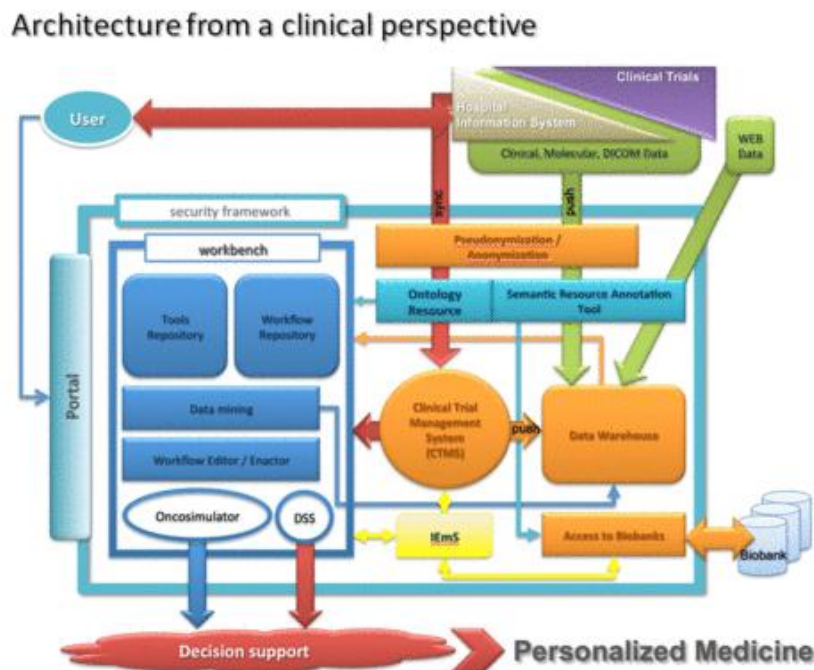 Architecture from a clinical perspective
Clinical Trials
Hospital
Information System
User
WEB
Data
Clinical, Molecular, DICOM Data
sync
push
security framework
Pseudonymization /
Anonymization
workbench
Ontology
Resource
Semantic Resource Annotation
Tool
Tools
Repository
Workflow
Repository
Portal
Data mining
Clinical Trial
Management
System
(CTMS)
push
Data Warehouse
Workflow Editor / Enactor
Oncosimulator
DSS
IEmS
Access to Biobanks
Biobank
Decision support
Personalized Medicine